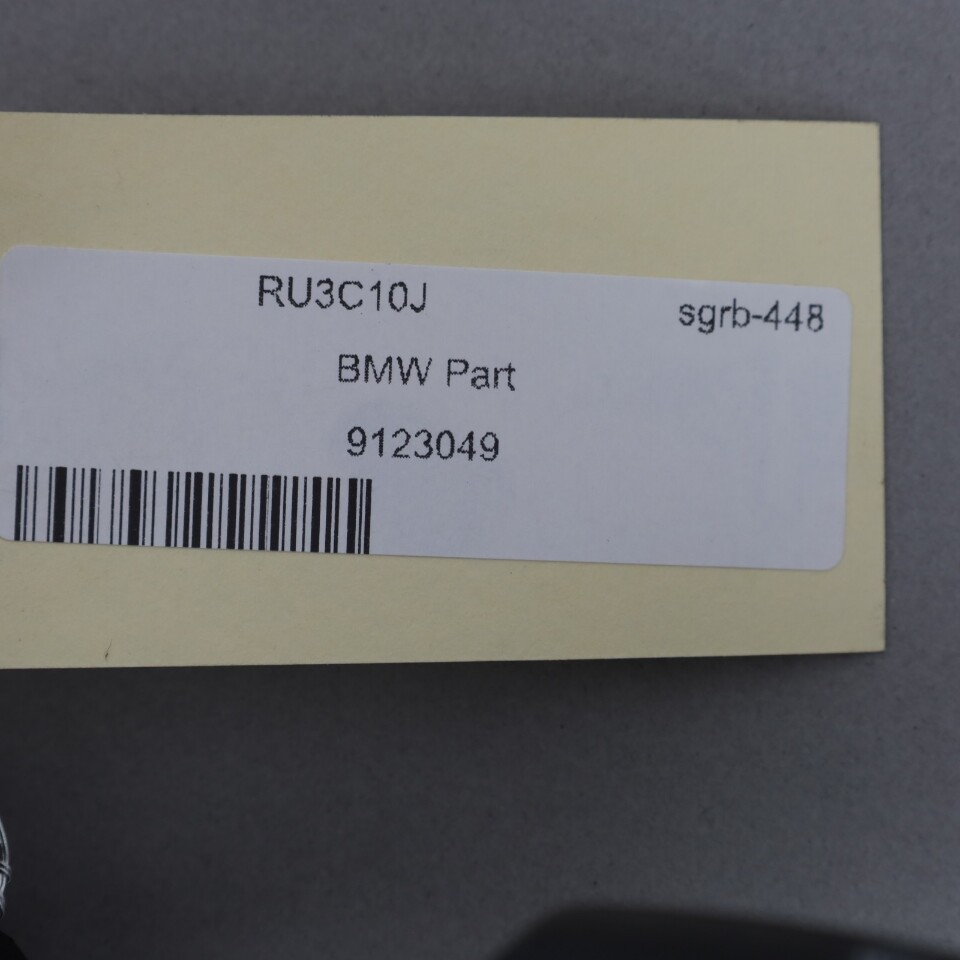 RU3C10J sgrb-448
BMW Part
9123049